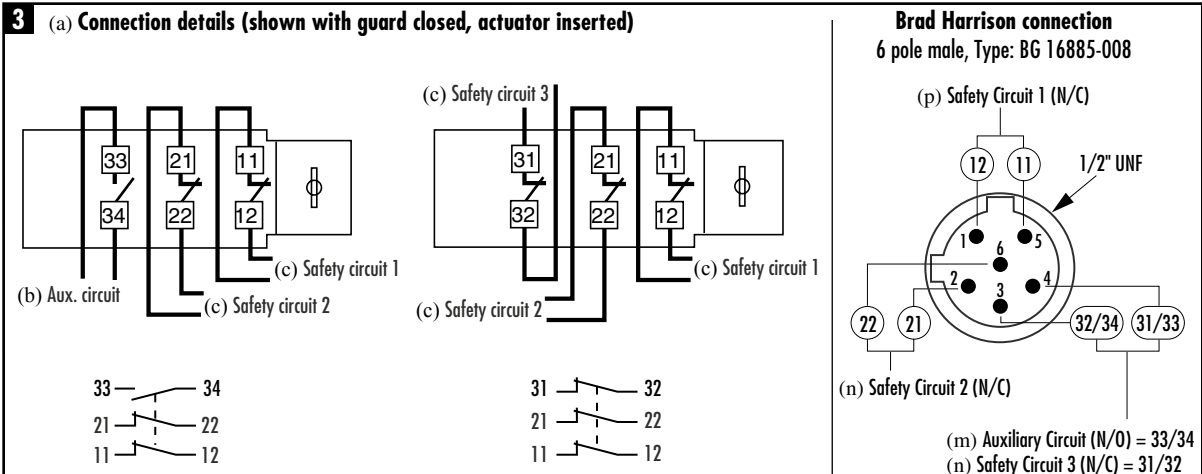 3 (a) Connection details (shown with guard closed, actuator inserted)
33 21 11
34 22 12
(c) Safety circuit 1
(b) Aux. circuit
(c) Safety circuit 2
33 34
21 22
11 12
(c) Safety circuit 3
31 21 11
32 22 12
(c) Safety circuit 1
(c) Safety circuit 2
31 32
21 22
11 12
Brad Harrison connection
6 pole male, Type: BG 16885-008
(p) Safety Circuit 1 (N/C)
12 11 1/2" UNF
1 5
6
2 4
3
22 21 32/34 31/33
(n) Safety Circuit 2 (N/C)
(m) Auxiliary Circuit (N/O) = 33/34
(n) Safety Circuit 3 (N/C) = 31/32